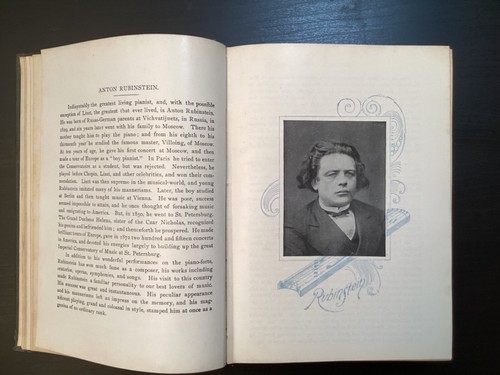 ANTON RUBINSTEIN.
Indisputably the greatest living pianist, and, with the possible
exception of Liszt, the greatest that ever lived, is Anton Rubinstein.
He was born of Russo-German parents at Vichvatijnets, in Russia, in
1829, and six years later went with his family to Moscow. There his
mother taught him to play the piano; and from his eighth to his
thirteenth year he studied the famous master, Villoing, of Moscow.
At ten years of age, he gave his first concert at Moscow, and then
made a tour of Europe as a "boy pianist." In Paris he tried to enter
the Conservatoire as a student, but was rejected. Nevertheless, he
played before Chopin, Liszt, and other celebrities, and won their com-
mendation. Liszt was then supreme in the musical-world, and young
Rubinstein imitated many of his mannerisms. Later, the boy studied
at Berlin and then taught music at Vienna. He was poor, success
seemed impossible to attain, and he once thought of forsaking music
and emigrating to America. But, in 1850, he went to St. Petersburg.
The Grand Duchess Helena, sister of the Czar Nicholas, recognized
his genius and befriended him; and thenceforth he prospered. He made
brilliant tours of Europe, gave in 1872 two hundred and fifteen concerts
in America, and devoted his energies largely to building up the great
Imperial Conservatory of Music at St. Petersburg.
In addition to his wonderful performances on the piano-forte,
Rubinstein has won much fame as a composer, his works including
oratorios, operas, symphonies, and songs. His visit to this country
made Rubinstein a familiar personality to our best lovers of music.
His success was great and instantaneous. His peculiar appearance
and his mannerisms left an impress on the memory, and his mag-
nificent playing, grand and colossal in style, stamped him at once as a
genius of no ordinary rank.
Rubinstein